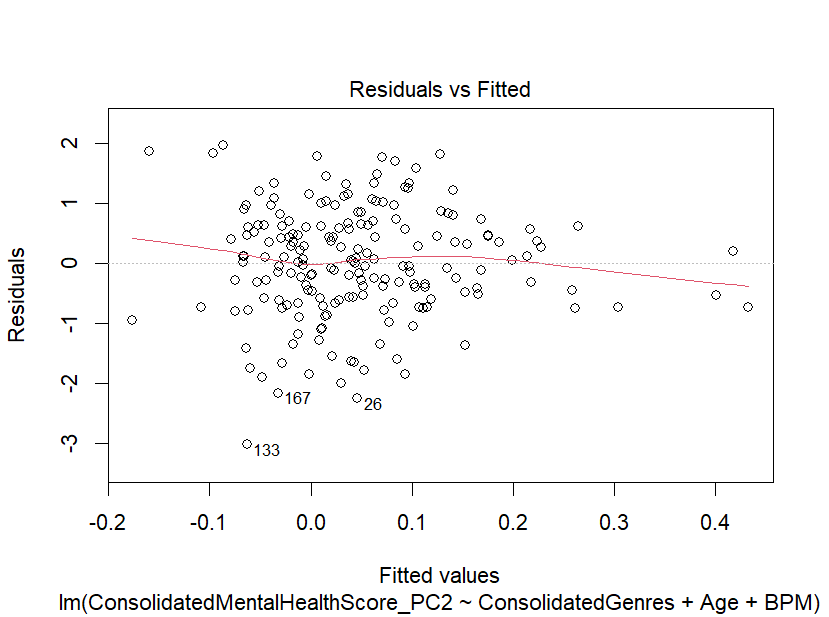 Residuals vs Fitted
Residuals
2
1
0
-1
-2
-3
167
26
133
-0.2 -0.1 0.0 0.1 0.2 0.3 0.4
Fitted values
lm(ConsolidatedMentalHealthScore_PC2 ~ ConsolidatedGenres + Age + BPM)